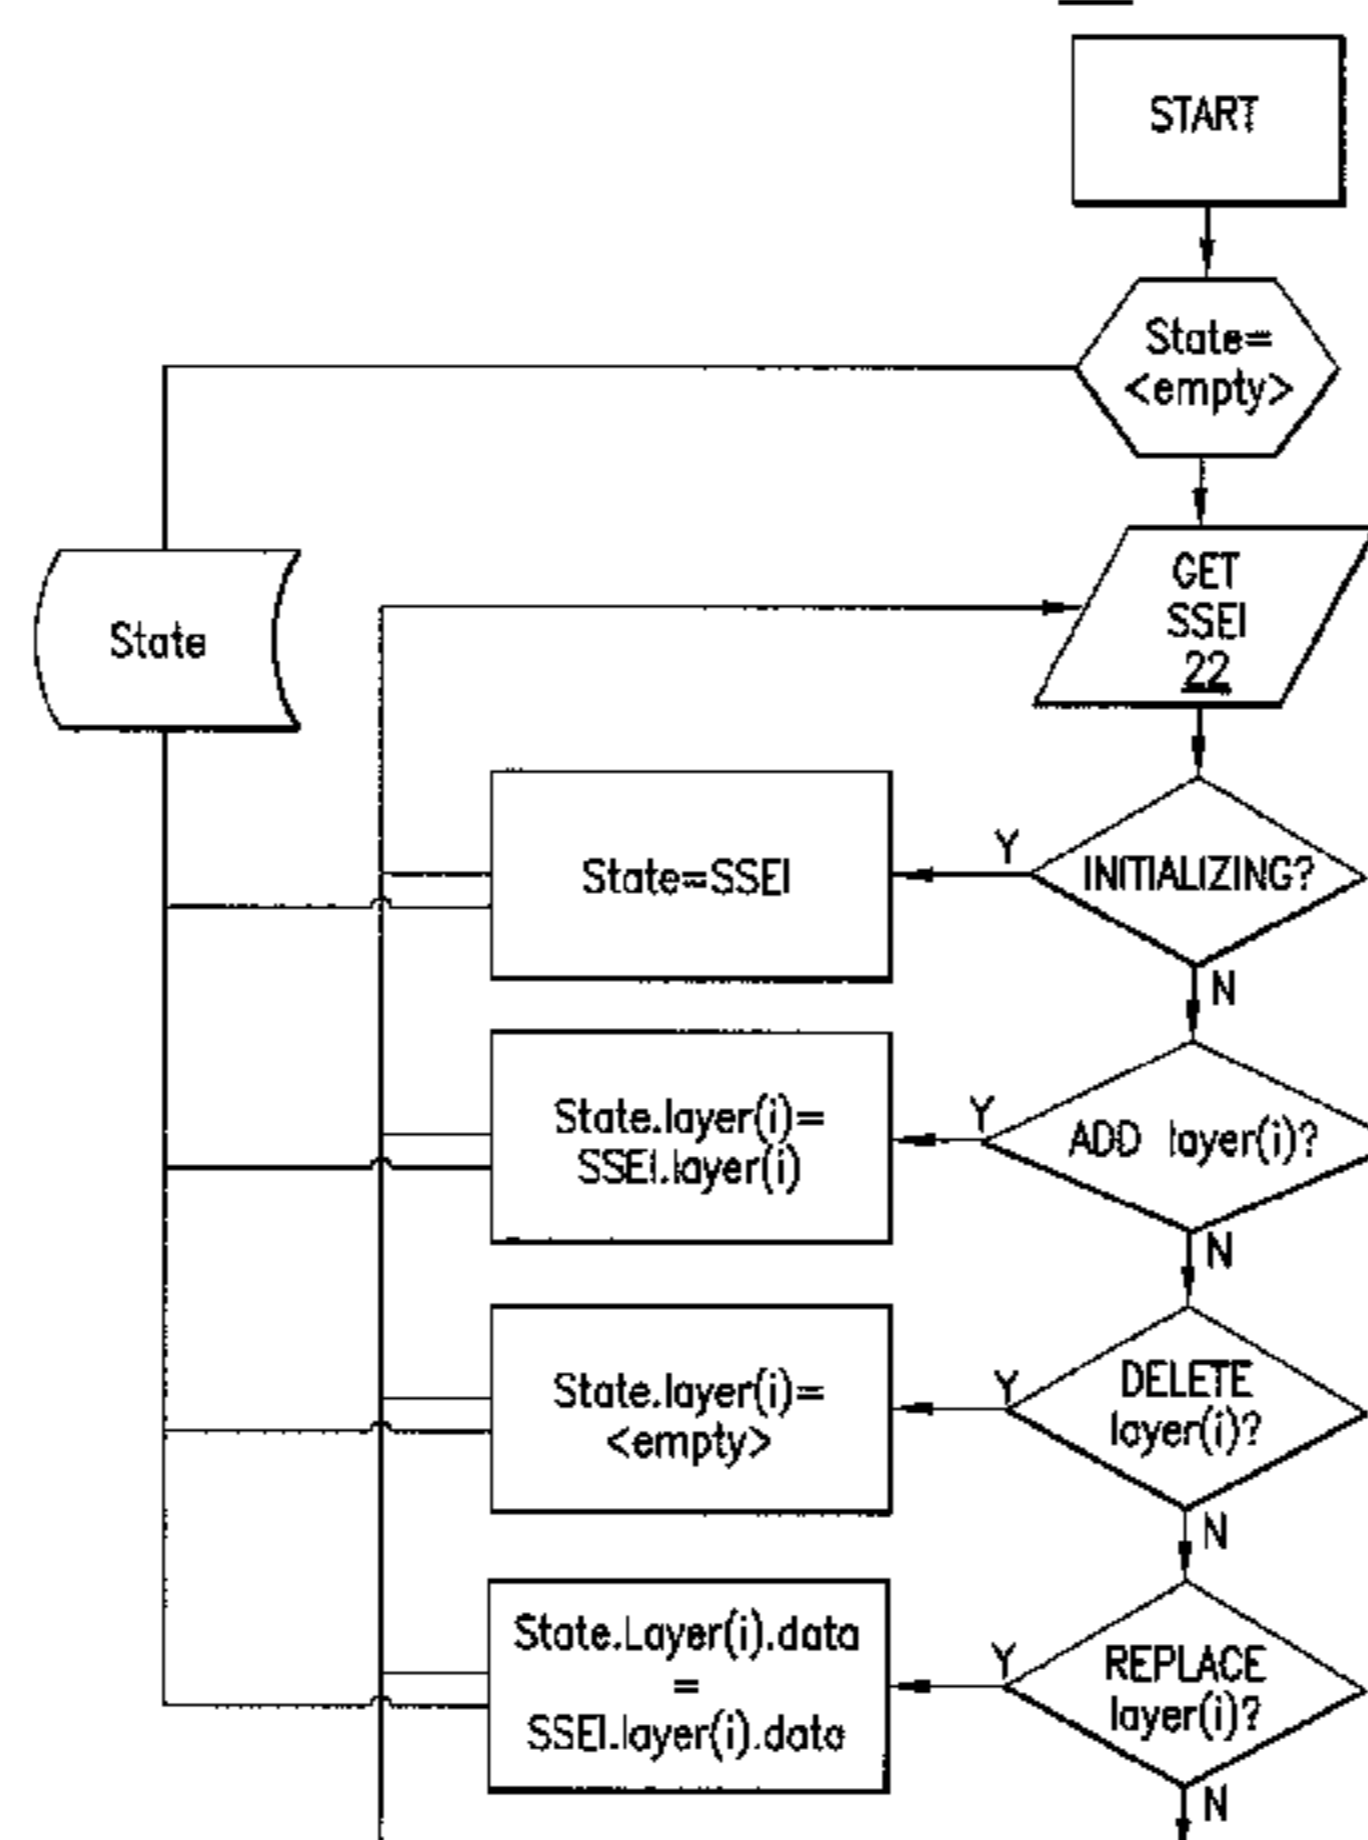 START
State=
<empty>
State
GET
SSEI
22
State=SSEI
Y
INITIALIZING?
N
State.layer(i)=
SSEI.layer(i)
Y
ADD layer(i)?
N
State.layer(i)=
<empty>
Y
DELETE
layer(i)?
N
State.Layer(i).data
=
SSEI.layer(i).data
Y
REPLACE
layer(i)?
N